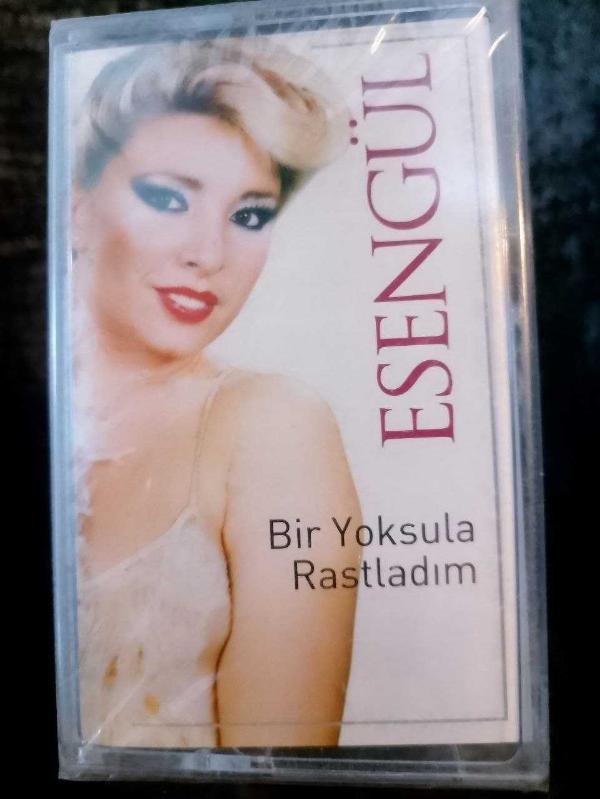 ESENGÜL
Bir Yoksula
Rastladım